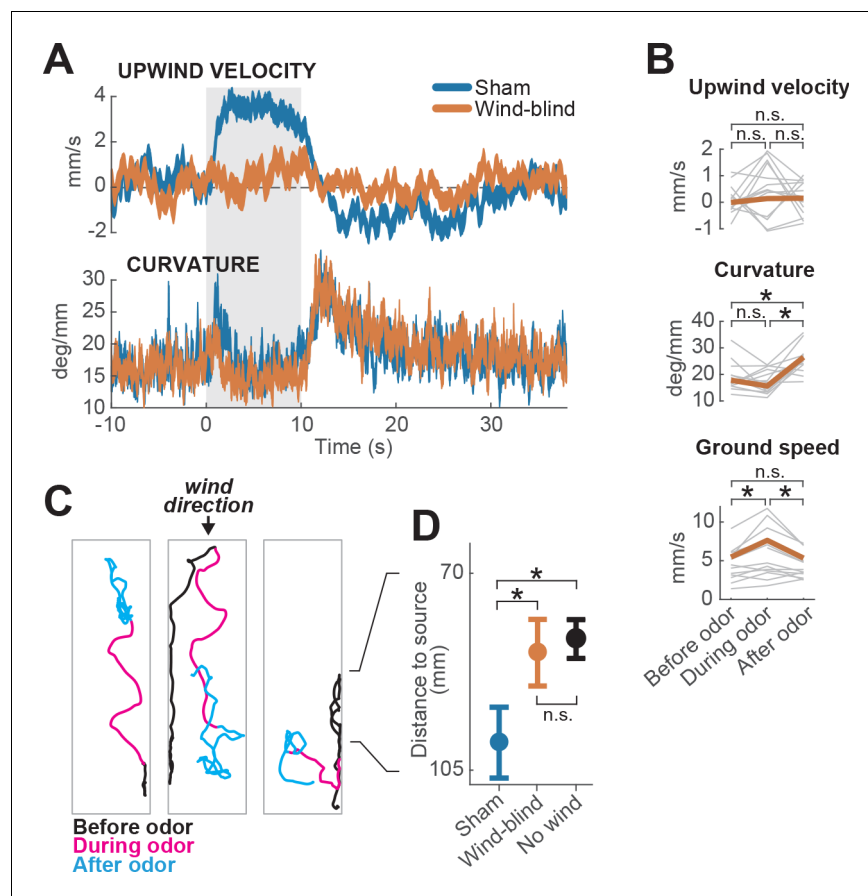 A
UPWIND VELOCITY
Sham
Wind-blind
4
2
0
-2
mm/s
CURVATURE
30
25
20
15
10
deg/mm
-10 0 10 20 30
Time (s)
B
Upwind velocity
n.s.
n.s. n.s.
2
1
0
-1
mm/s
Curvature
*
n.s. *
40
30
20
10
deg/mm
Ground speed
n.s.
* *
10
5
0
mm/s
Before odor
During odor
After odor
C
wind
direction
Before odor
During odor
After odor
D
70
105
Distance to source
(mm)
*
*
n.s.
Sham
Wind-blind
No wind